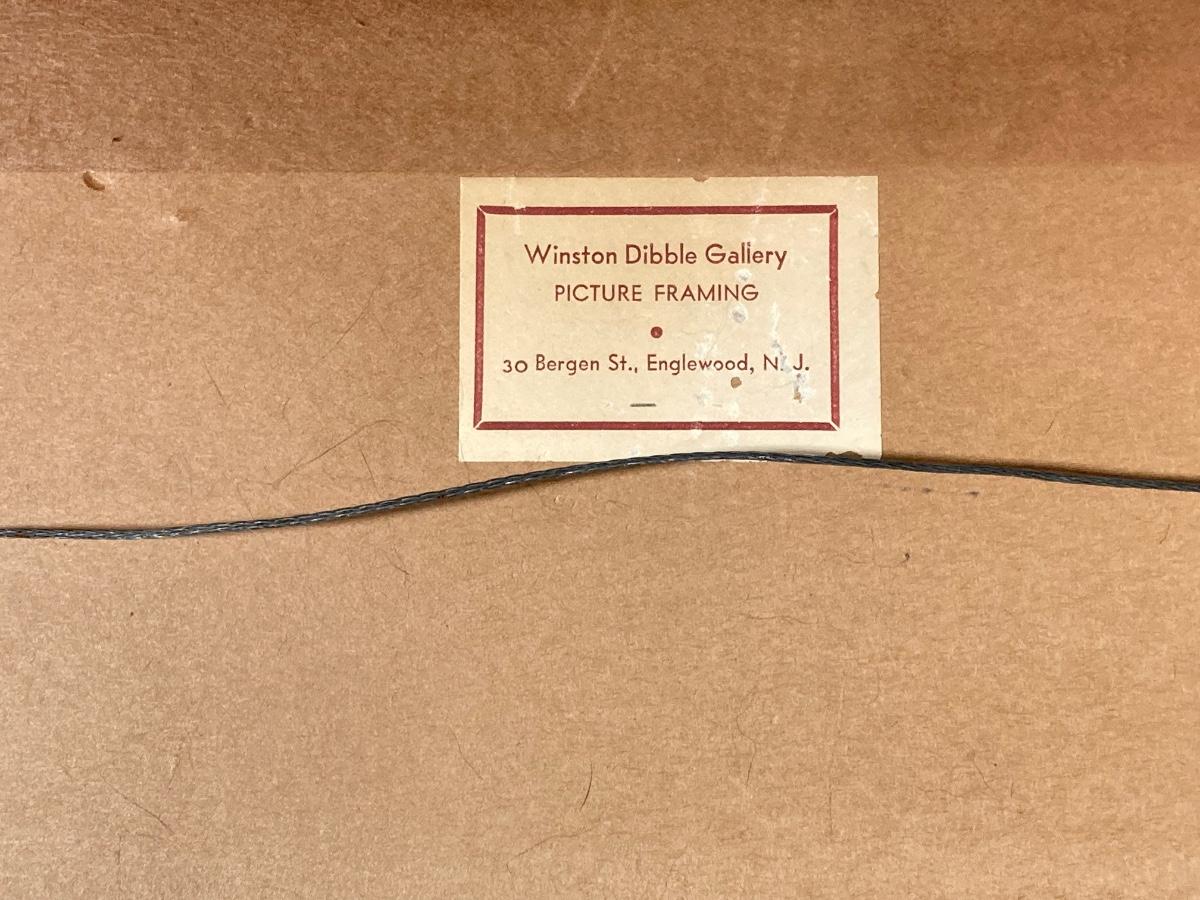 Winston Dibble Gallery
PICTURE FRAMING
30 Bergen St., Englewood, N. J.